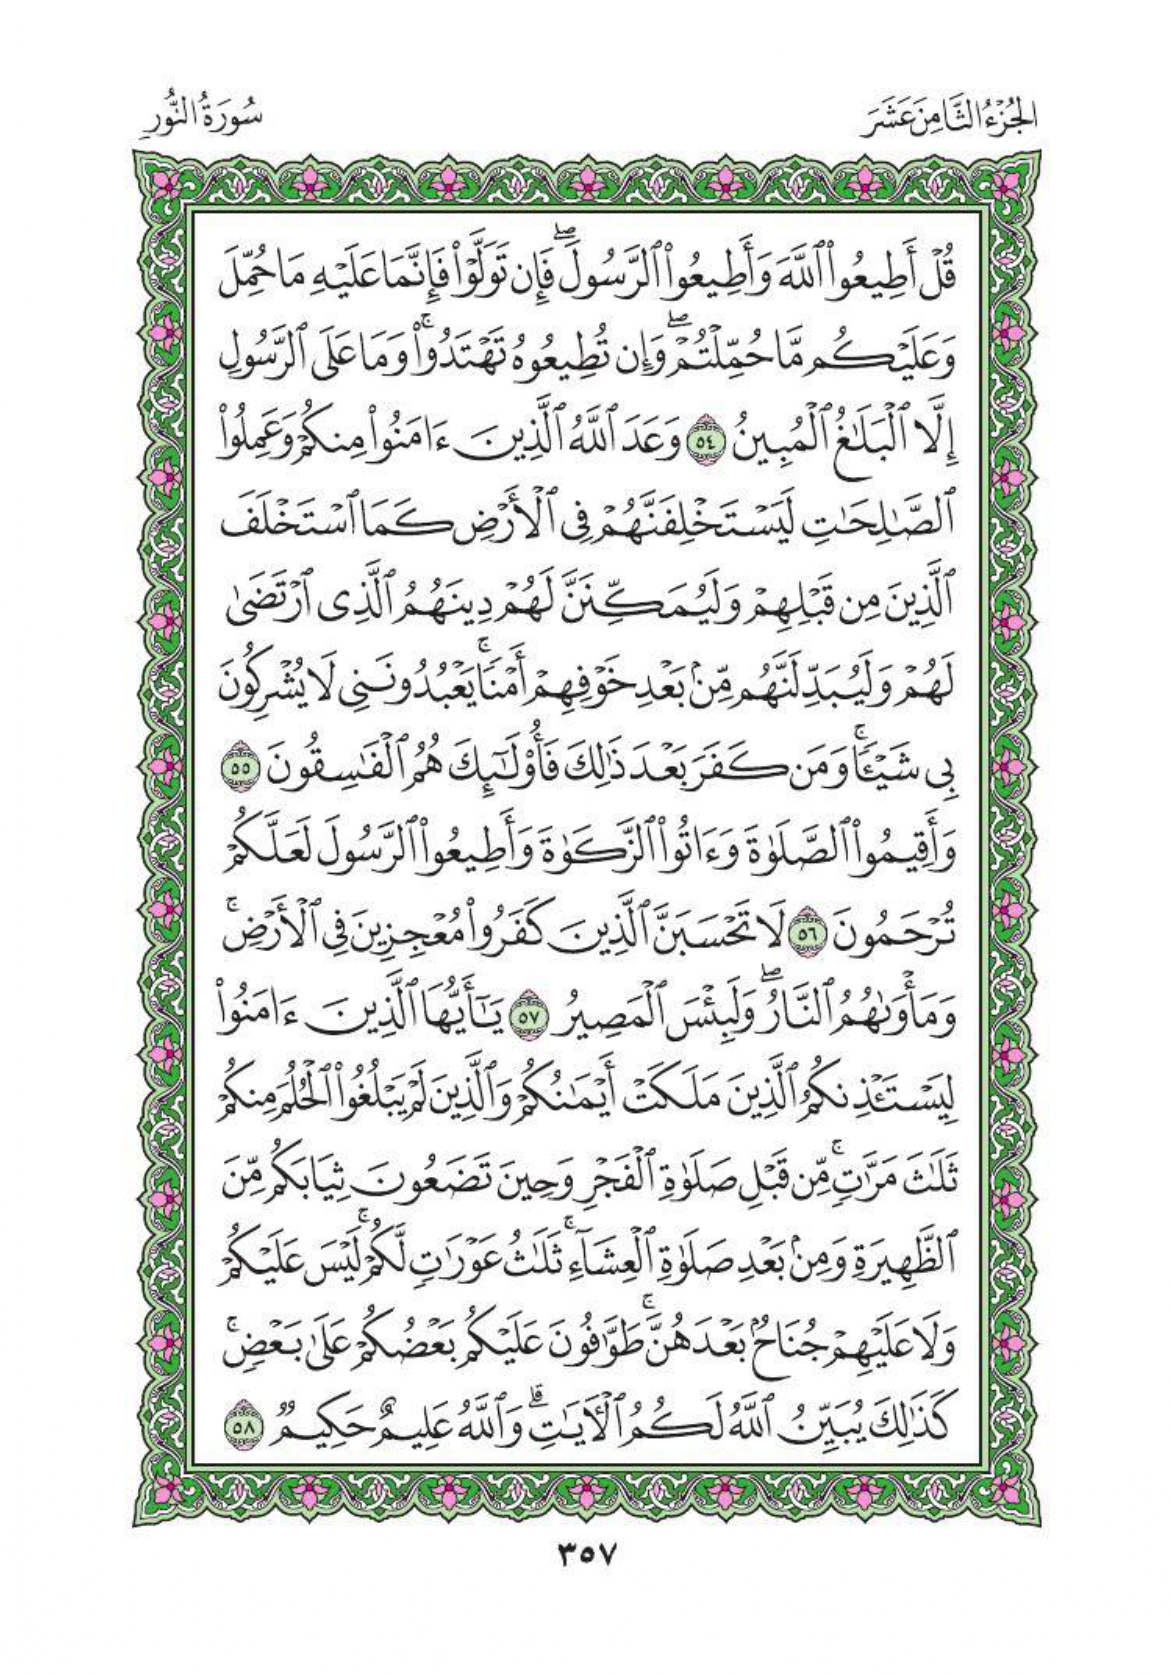 الجُزْءُ الثَّامِنَ عَشَرَ
سُورَةُ النُّورِ
قُلْ أَطِيعُوا۟ ٱللَّهَ وَأَطِيعُوا۟ ٱلرَّسُولَ ۖ فَإِن تَوَلَّوْا۟ فَإِنَّمَا عَلَيْهِ مَا حُمِّلَ
وَعَلَيْكُم مَّا حُمِّلْتُمْ ۖ وَإِن تُطِيعُوهُ تَهْتَدُوا۟ ۚ وَمَا عَلَى ٱلرَّسُولِ
إِلَّا ٱلْبَلَـٰغُ ٱلْمُبِينُ ٥٤ وَعَدَ ٱللَّهُ ٱلَّذِينَ ءَامَنُوا۟ مِنكُمْ وَعَمِلُوا۟
ٱلصَّـٰلِحَـٰتِ لَيَسْتَخْلِفَنَّهُمْ فِى ٱلْأَرْضِ كَمَا ٱسْتَخْلَفَ
ٱلَّذِينَ مِن قَبْلِهِمْ وَلَيُمَكِّنَنَّ لَهُمْ دِينَهُمُ ٱلَّذِى ٱرْتَضَىٰ
لَهُمْ وَلَيُبَدِّلَنَّهُم مِّنۢ بَعْدِ خَوْفِهِمْ أَمْنًا ۚ يَعْبُدُونَنِى لَا يُشْرِكُونَ
بِى شَيْـًٔا ۚ وَمَن كَفَرَ بَعْدَ ذَٰلِكَ فَأُو۟لَـٰٓئِكَ هُمُ ٱلْفَـٰسِقُونَ ٥٥
وَأَقِيمُوا۟ ٱلصَّلَوٰةَ وَءَاتُوا۟ ٱلزَّكَوٰةَ وَأَطِيعُوا۟ ٱلرَّسُولَ لَعَلَّكُمْ
تُرْحَمُونَ ٥٦ لَا تَحْسَبَنَّ ٱلَّذِينَ كَفَرُوا۟ مُعْجِزِينَ فِى ٱلْأَرْضِ ۚ
وَمَأْوَىٰهُمُ ٱلنَّارُ ۖ وَلَبِئْسَ ٱلْمَصِيرُ ٥٧ يَـٰٓأَيُّهَا ٱلَّذِينَ ءَامَنُوا۟
لِيَسْتَـْٔذِنكُمُ ٱلَّذِينَ مَلَكَتْ أَيْمَـٰنُكُمْ وَٱلَّذِينَ لَمْ يَبْلُغُوا۟ ٱلْحُلُمَ مِنكُمْ
ثَلَـٰثَ مَرَّٰتٍ ۚ مِّن قَبْلِ صَلَوٰةِ ٱلْفَجْرِ وَحِينَ تَضَعُونَ ثِيَابَكُم مِّنَ
ٱلظَّهِيرَةِ وَمِنۢ بَعْدِ صَلَوٰةِ ٱلْعِشَآءِ ۚ ثَلَـٰثُ عَوْرَٰتٍ لَّكُمْ ۚ لَيْسَ عَلَيْكُمْ
وَلَا عَلَيْهِمْ جُنَاحٌۢ بَعْدَهُنَّ ۚ طَوَّٰفُونَ عَلَيْكُم بَعْضُكُمْ عَلَىٰ بَعْضٍ ۚ
كَذَٰلِكَ يُبَيِّنُ ٱللَّهُ لَكُمُ ٱلْـَٔايَـٰتِ ۗ وَٱللَّهُ عَلِيمٌ حَكِيمٌ ٥٨
٣٥٧